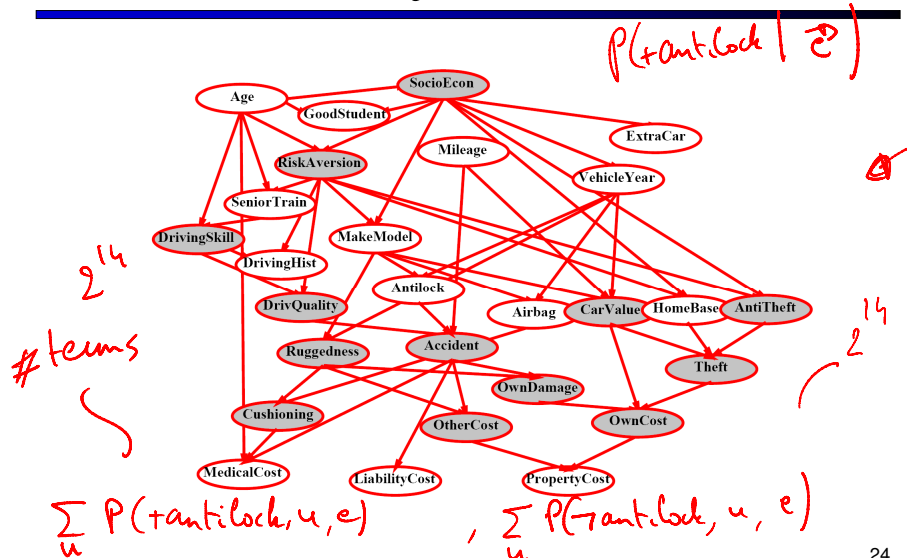 P(+antilock | e)
SocioEcon
Age
GoodStudent
ExtraCar
Mileage
RiskAversion
VehicleYear
SeniorTrain
DrivingSkill
MakeModel
DrivingHist
2^14
Antilock
DrivQuality
Airbag
CarValue
HomeBase
AntiTheft
2^14
# terms
Ruggedness
Accident
Theft
OwnDamage
Cushioning
OtherCost
OwnCost
MedicalCost
LiabilityCost
PropertyCost
∑ P(+antilock, u, e) , ∑ P(¬antilock, u, e)
u u
24